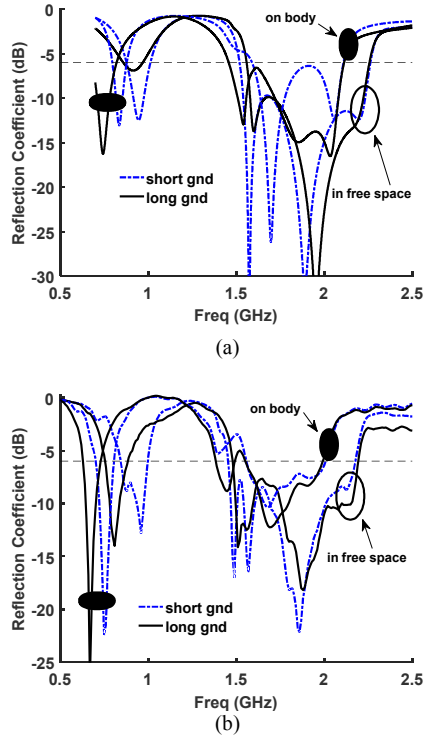 0
-5
-10
-15
-20
-25
-30
Reflection Coefficient (dB)
on body
short gnd
long gnd
in free space
0.5
1
1.5
2
2.5
Freq (GHz)
(a)
0
-5
-10
-15
-20
-25
Reflection Coefficient (dB)
on body
in free space
short gnd
long gnd
0.5
1
1.5
2
2.5
Freq (GHz)
(b)